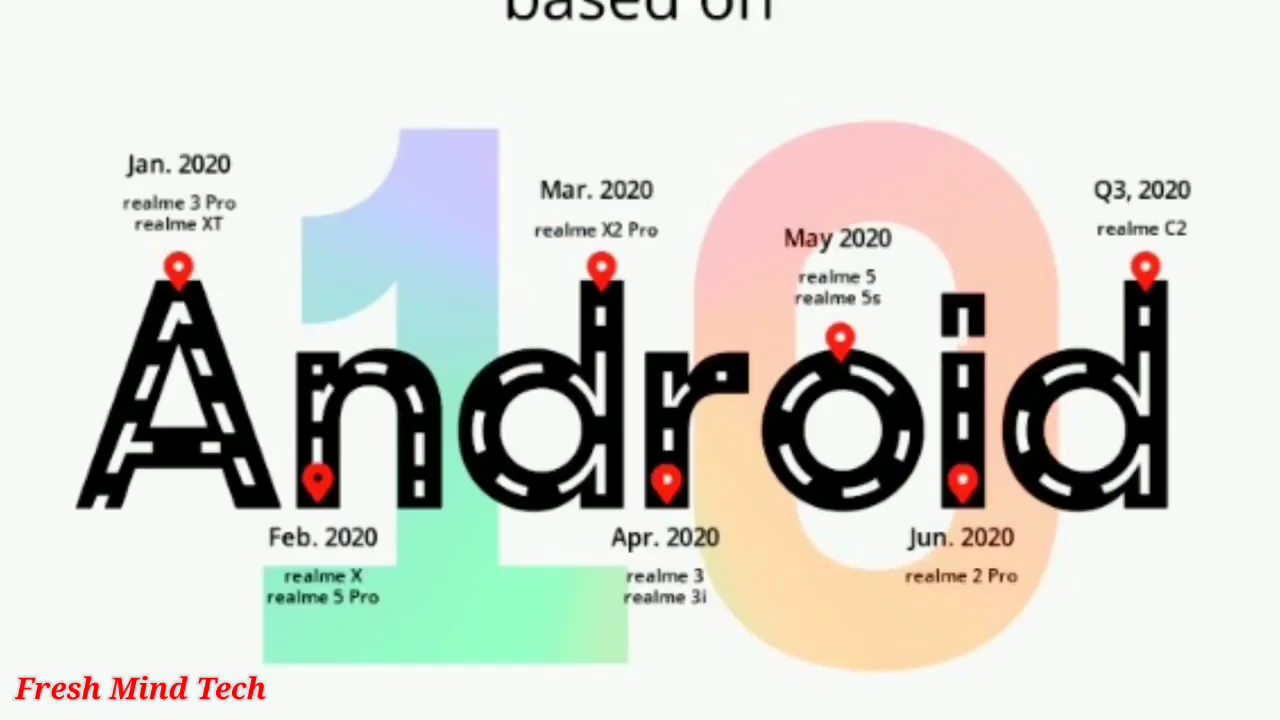 based on
10
Jan. 2020
realme 3 Pro
realme XT
Mar. 2020
realme X2 Pro
May 2020
realme 5
realme 5s
Q3, 2020
realme C2
Android
Feb. 2020
realme X
realme 5 Pro
Apr. 2020
realme 3
realme 3i
Jun. 2020
realme 2 Pro
Fresh Mind Tech